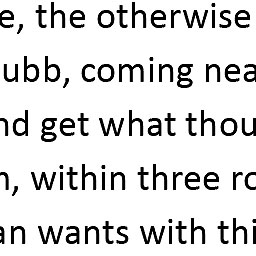 e, the otherwise
ubb, coming nea
nd get what thou
n, within three ro
an wants with thi